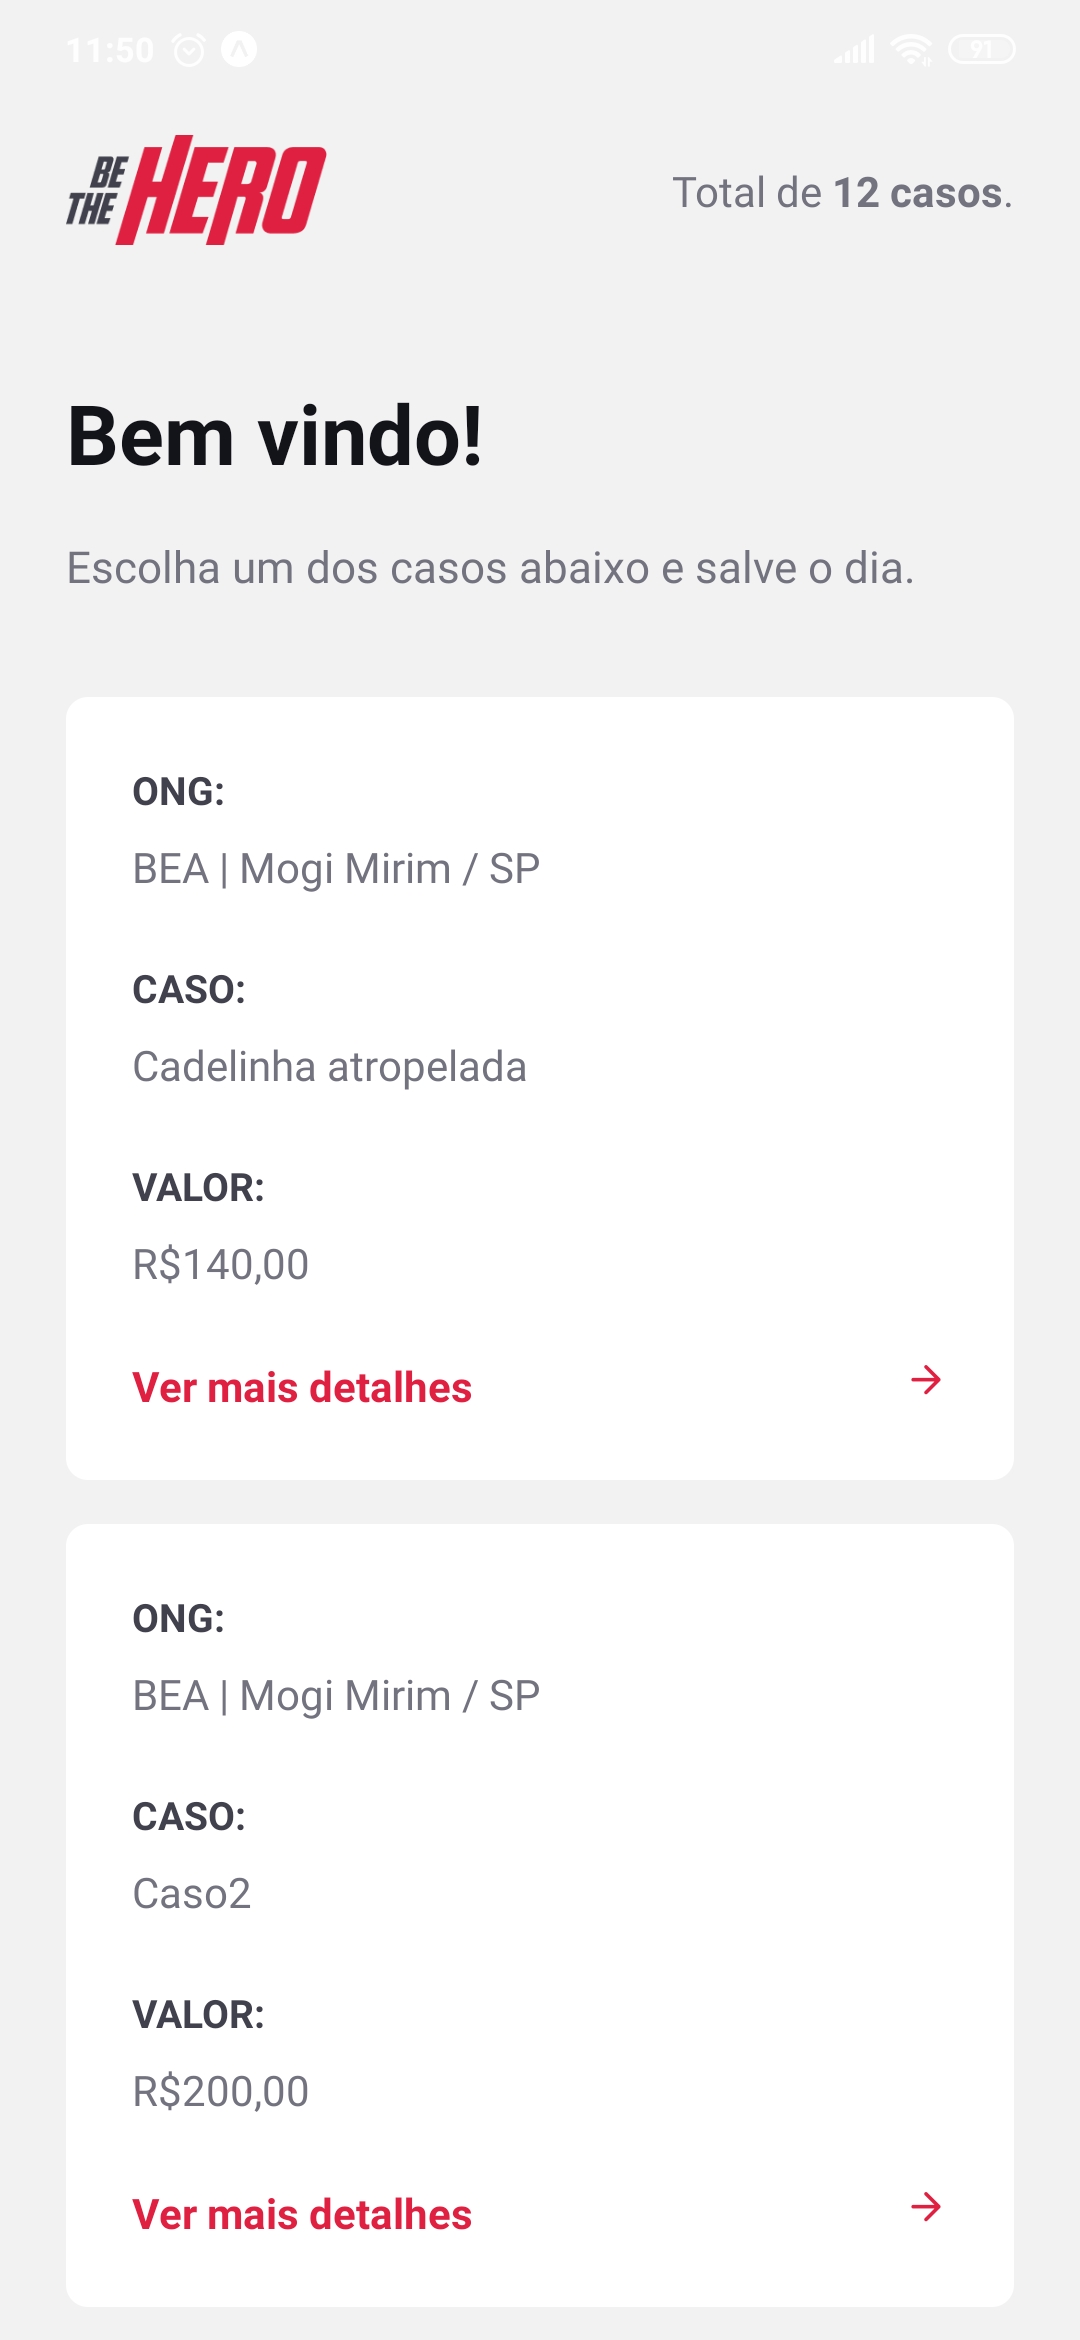 11:50
91
BE THE HERO
Total de 12 casos.
Bem vindo!
Escolha um dos casos abaixo e salve o dia.
ONG:
BEA | Mogi Mirim / SP
CASO:
Cadelinha atropelada
VALOR:
R$140,00
Ver mais detalhes
ONG:
BEA | Mogi Mirim / SP
CASO:
Caso2
VALOR:
R$200,00
Ver mais detalhes